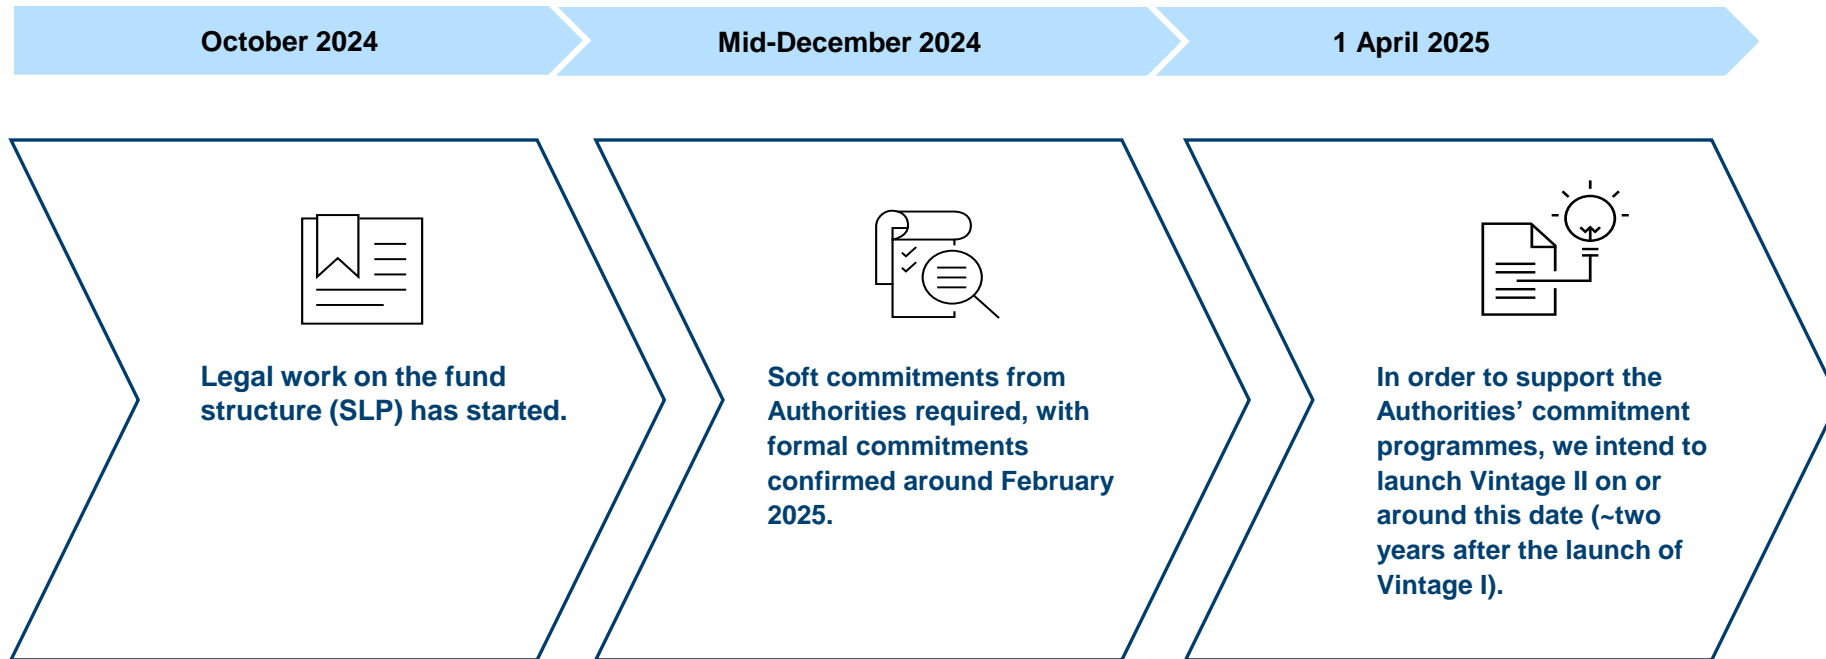 October 2024
Mid-December 2024
1 April 2025
Legal work on the fund
structure (SLP) has started.
Soft commitments from
Authorities required, with
formal commitments
confirmed around February
2025.
In order to support the
Authorities’ commitment
programmes, we intend to
launch Vintage II on or
around this date (~two
years after the launch of
Vintage I).